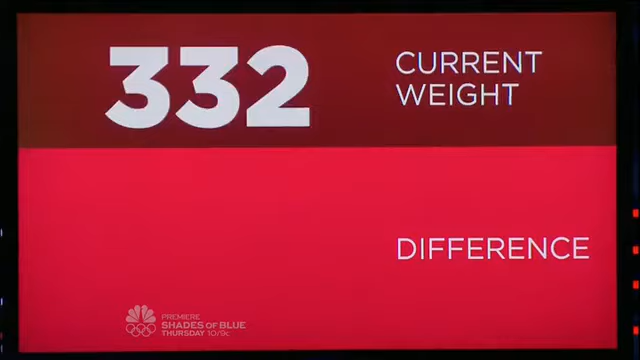 332
CURRENT
WEIGHT
DIFFERENCE
PREMIERE
SHADES OF BLUE
THURSDAY 10/9c